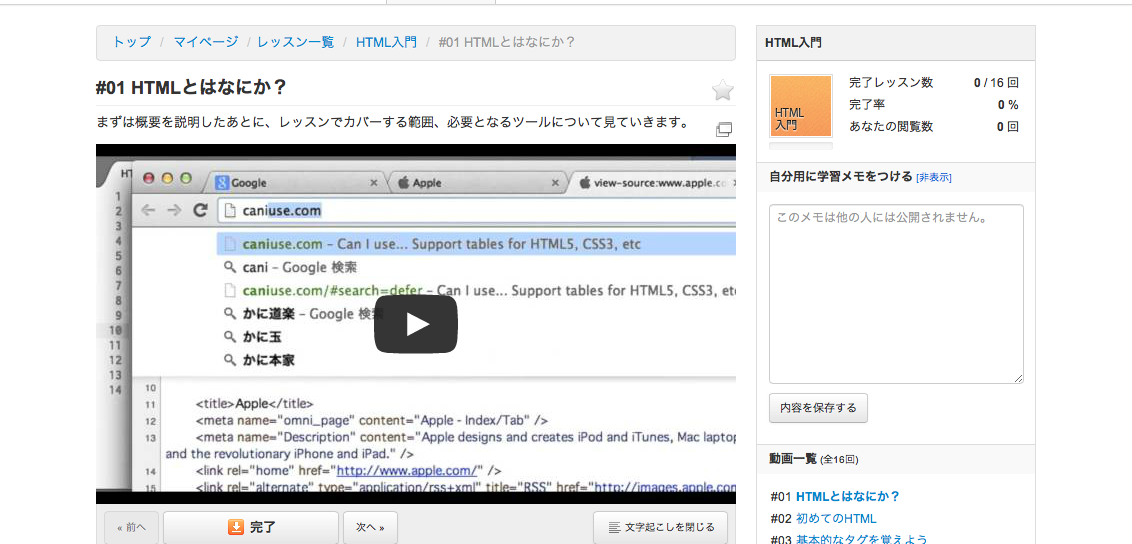 トップ / マイページ / レッスン一覧 / HTML入門 / #01 HTMLとはなにか？
#01 HTMLとはなにか？
まずは概要を説明したあとに、レッスンでカバーする範囲、必要となるツールについて見ていきます。
Google
Apple
view-source:www.apple.co
caniuse.com
caniuse.com – Can I use... Support tables for HTML5, CSS3, etc
cani – Google 検索
caniuse.com/#search=defer – Can I use... Support tables for HTML5, CSS3, etc
かに道楽 – Google 検索
かに玉
かに本家
1
2
3
4
5
6
7
8
9
10
11
12
13
14
10
11 <title>Apple</title>
12 <meta name="omni_page" content="Apple - Index/Tab" />
13 <meta name="Description" content="Apple designs and creates iPod and iTunes, Mac laptop
and the revolutionary iPhone and iPad." />
14 <link rel="home" href="http://www.apple.com/" />
15 <link rel="alternate" type="application/rss+xml" title="RSS" href="http://images.apple.com
« 前へ
完了
次へ »
文字起こしを閉じる
HTML入門
HTML
入門
完了レッスン数 0 / 16 回
完了率 0 %
あなたの閲覧数 0 回
自分用に学習メモをつける [非表示]
このメモは他の人には公開されません。
内容を保存する
動画一覧 (全16回)
#01 HTMLとはなにか？
#02 初めてのHTML
#03 基本的なタグを覚えよう